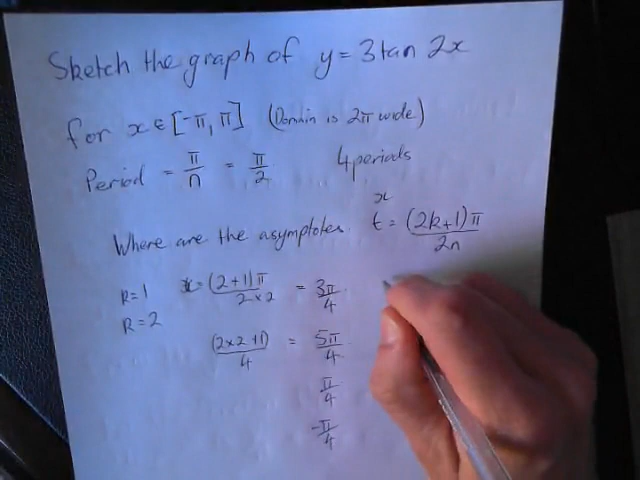 Sketch the graph of y = 3tan 2x
for x ∈ [-π, π] (Domain is 2π wide)
Period = π/n = π/2 4 periods
x
Where are the asymptotes. t = (2k+1)π/2n
k=1 x = (2+1)π/2×2 = 3π/4
k=2
(2×2+1)/4 = 5π/4
π/4
-π/4